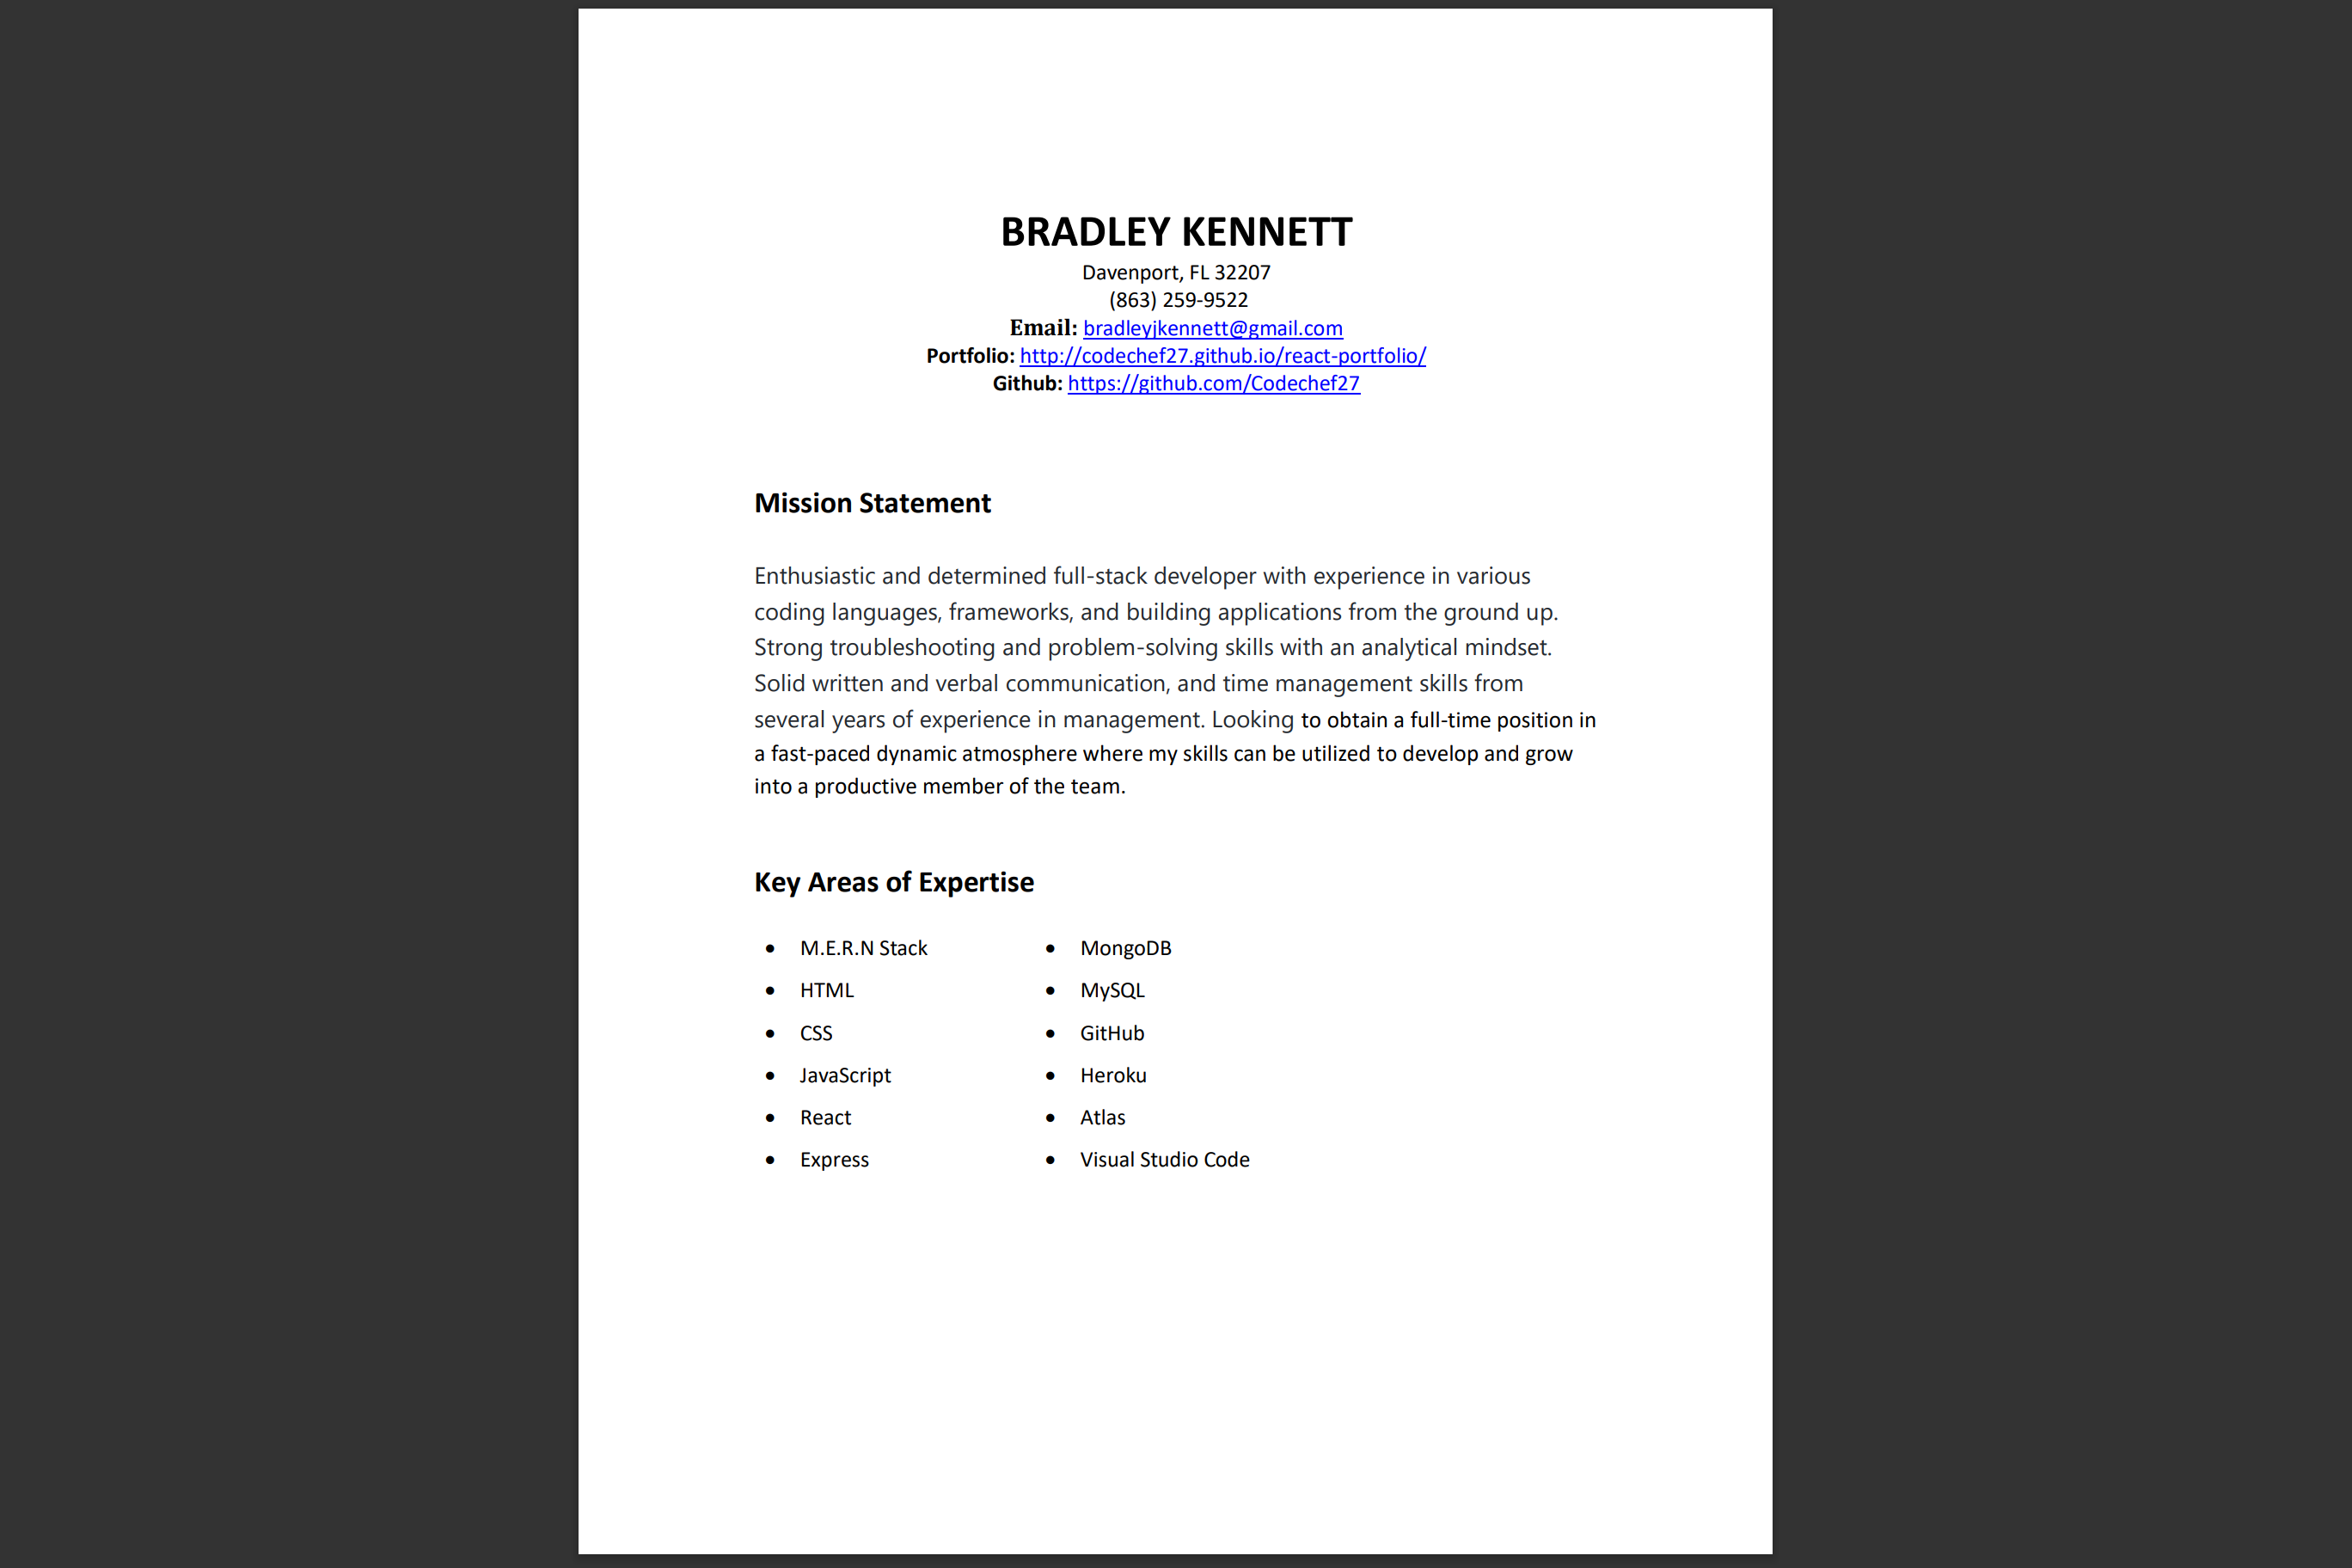 BRADLEY KENNETT
Davenport, FL 32207
(863) 259-9522
Email: bradleyjkennett@gmail.com
Portfolio: http://codechef27.github.io/react-portfolio/
Github: https://github.com/Codechef27
Mission Statement
Enthusiastic and determined full-stack developer with experience in various
coding languages, frameworks, and building applications from the ground up.
Strong troubleshooting and problem-solving skills with an analytical mindset.
Solid written and verbal communication, and time management skills from
several years of experience in management. Looking to obtain a full-time position in
a fast-paced dynamic atmosphere where my skills can be utilized to develop and grow
into a productive member of the team.
Key Areas of Expertise
• M.E.R.N Stack
• HTML
• CSS
• JavaScript
• React
• Express
• MongoDB
• MySQL
• GitHub
• Heroku
• Atlas
• Visual Studio Code